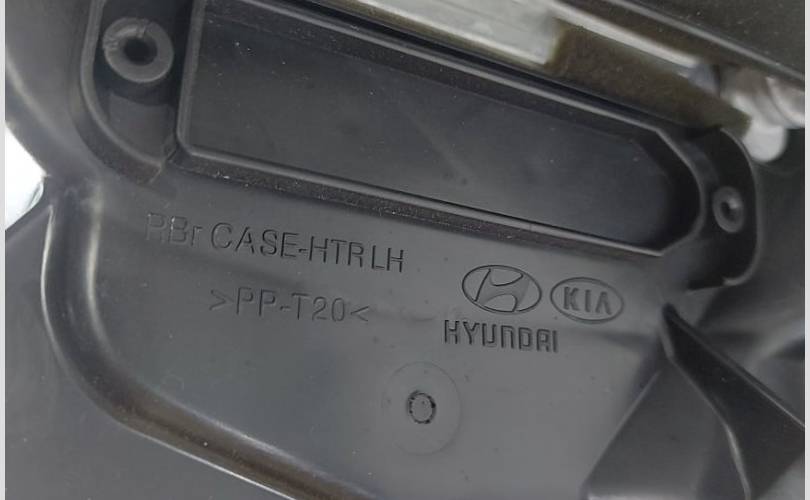 RBr CASE-HTR LH
>PP-T20<
KIA
HYUNDAI